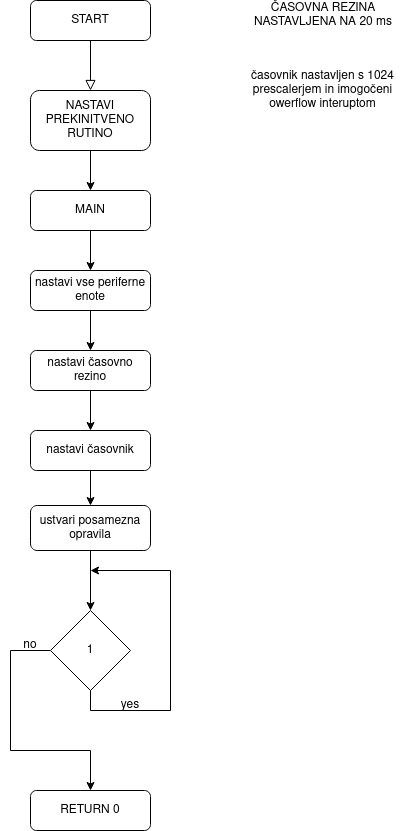 START
ČASOVNA REZINA
NASTAVLJENA NA 20 ms
časovnik nastavljen s 1024
prescalerjem in imogočeni
owerflow interuptom
NASTAVI
PREKINITVENO
RUTINO
MAIN
nastavi vse periferne
enote
nastavi časovno
rezino
nastavi časovnik
ustvari posamezna
opravila
1
no
yes
RETURN 0